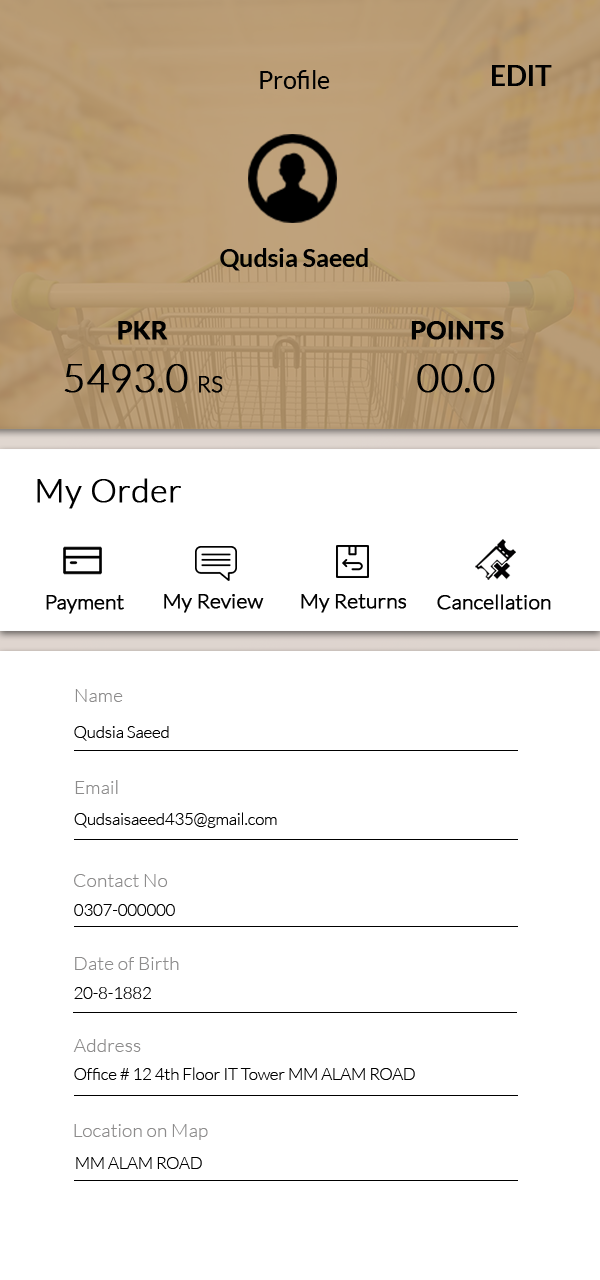 Profile
EDIT
Qudsia Saeed
PKR
POINTS
5493.0 RS
00.0
My Order
Payment
My Review
My Returns
Cancellation
Name
Qudsia Saeed
Email
Qudsaisaeed435@gmail.com
Contact No
0307-000000
Date of Birth
20-8-1882
Address
Office # 12 4th Floor IT Tower MM ALAM ROAD
Location on Map
MM ALAM ROAD